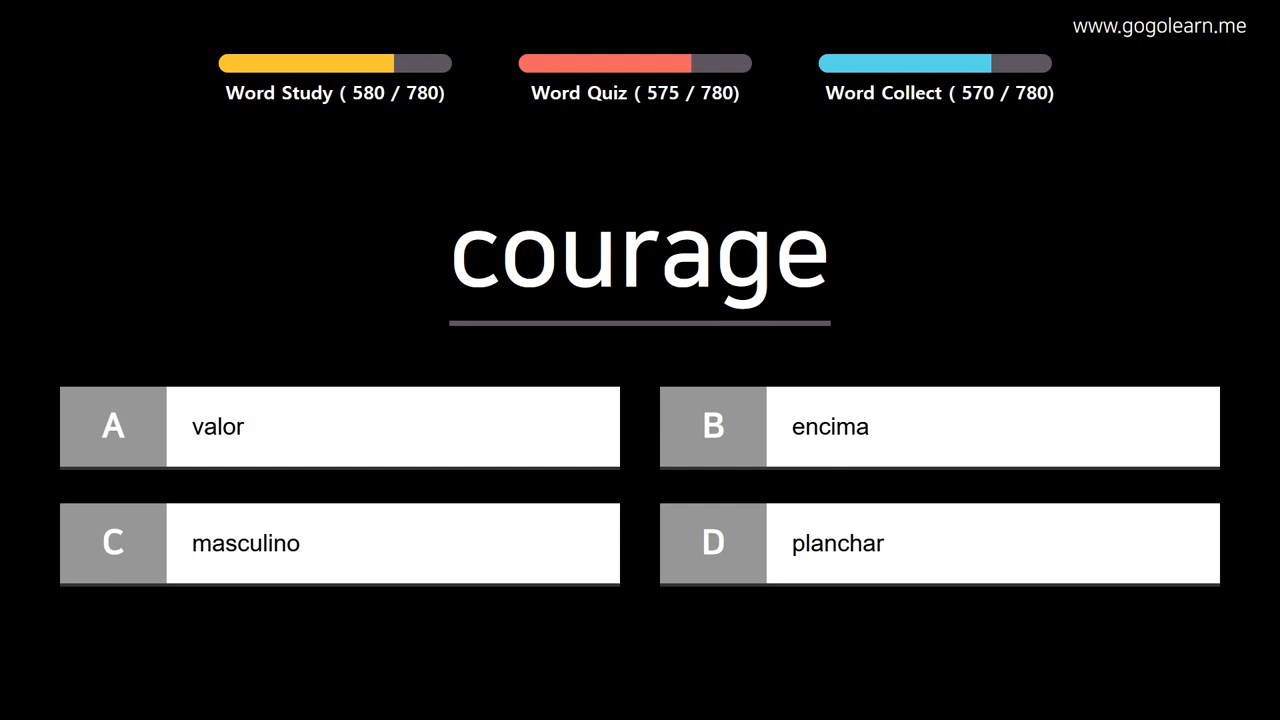 www.gogolearn.me
Word Study ( 580 / 780)
Word Quiz ( 575 / 780)
Word Collect ( 570 / 780)
courage
A valor
B encima
C masculino
D planchar